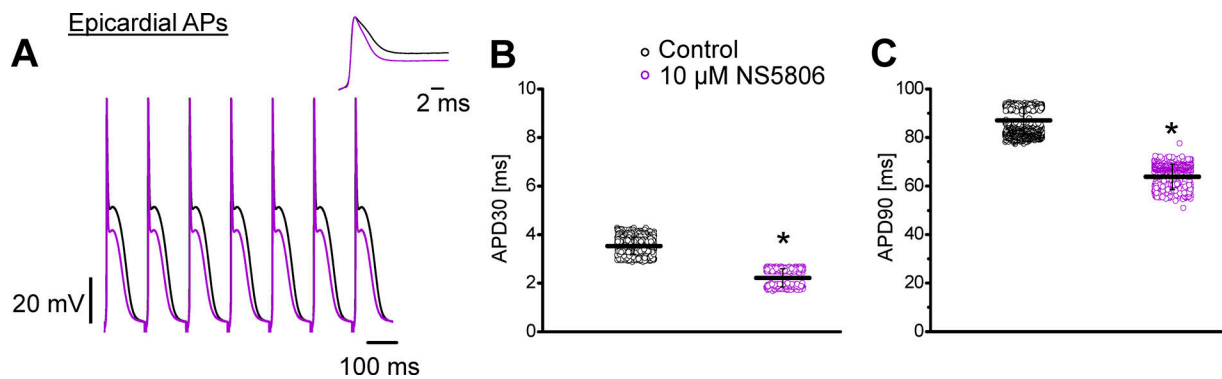 Epicardial APs
A
2 ms
20 mV
100 ms
B
Control
10 µM NS5806
APD30 [ms]
10
8
6
4
2
0
*
C
APD90 [ms]
100
80
60
40
20
0
*